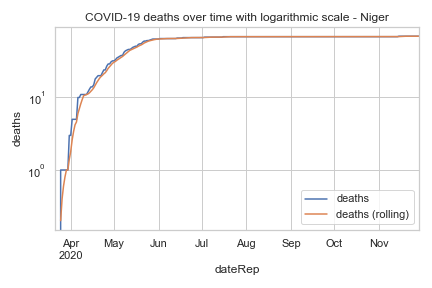 COVID-19 deaths over time with logarithmic scale - Niger
deaths
10¹
10⁰
Apr May Jun Jul Aug Sep Oct Nov
2020
dateRep
deaths
deaths (rolling)